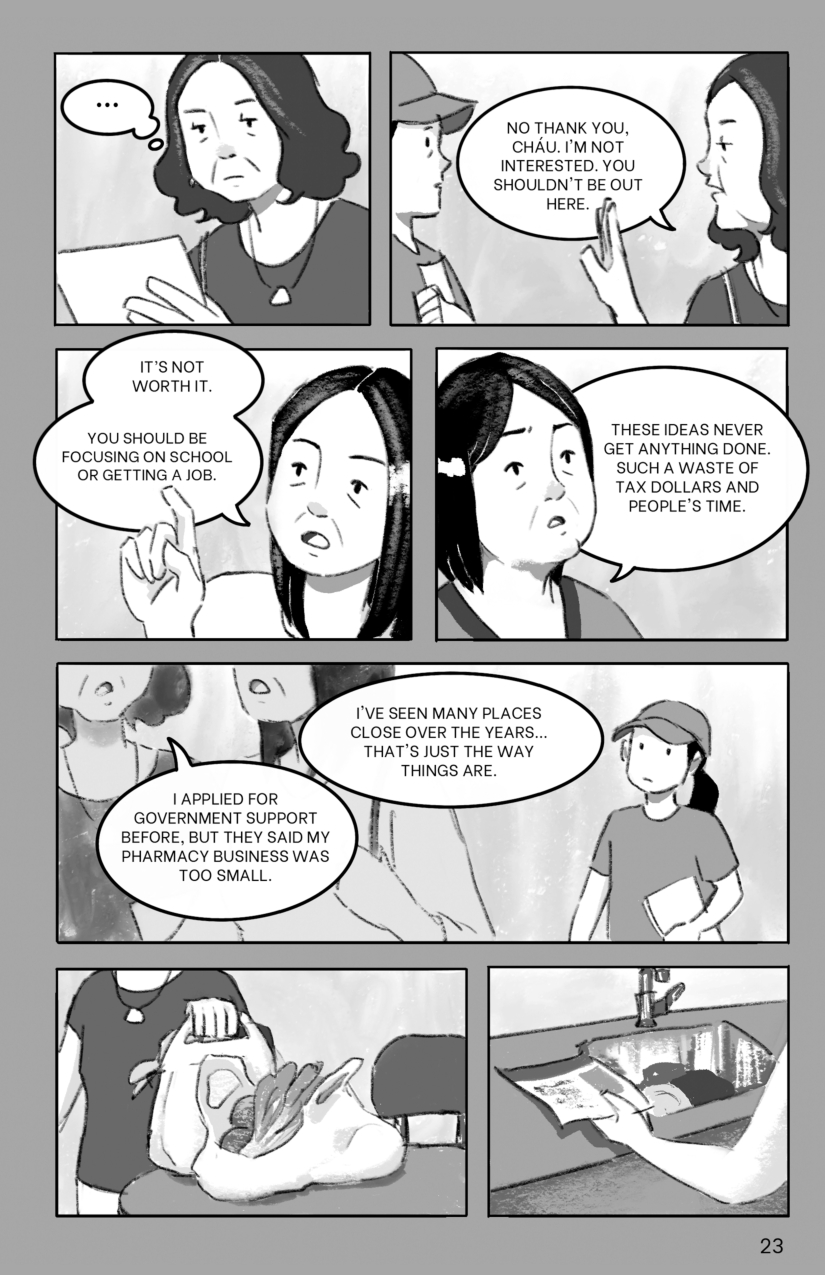 ...
NO THANK YOU,
CHÁU. I'M NOT
INTERESTED. YOU
SHOULDN'T BE OUT
HERE.
IT'S NOT
WORTH IT.
YOU SHOULD BE
FOCUSING ON SCHOOL
OR GETTING A JOB.
THESE IDEAS NEVER
GET ANYTHING DONE.
SUCH A WASTE OF
TAX DOLLARS AND
PEOPLE'S TIME.
I'VE SEEN MANY PLACES
CLOSE OVER THE YEARS...
THAT'S JUST THE WAY
THINGS ARE.
I APPLIED FOR
GOVERNMENT SUPPORT
BEFORE, BUT THEY SAID MY
PHARMACY BUSINESS WAS
TOO SMALL.
23